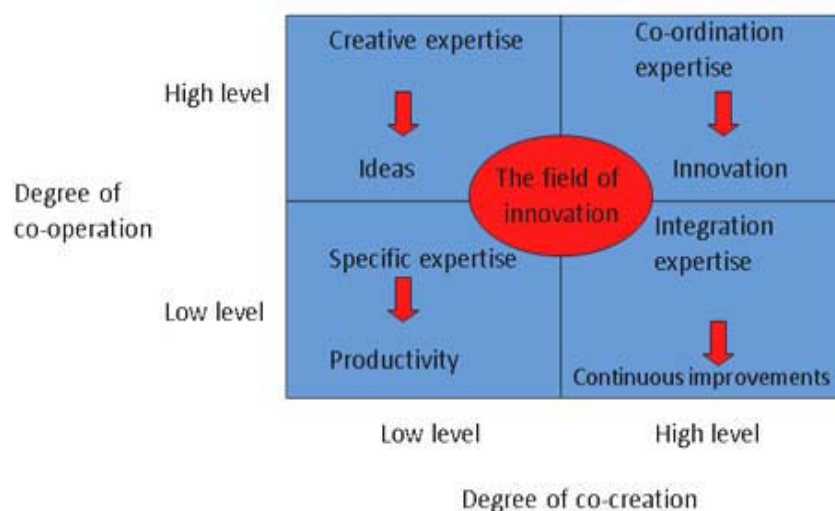 Creative expertise
Co-ordination
expertise
High level
Ideas
Innovation
The field of
innovation
Degree of
co-operation
Integration
expertise
Specific expertise
Low level
Productivity
Continuous improvements
Low level
High level
Degree of co-creation